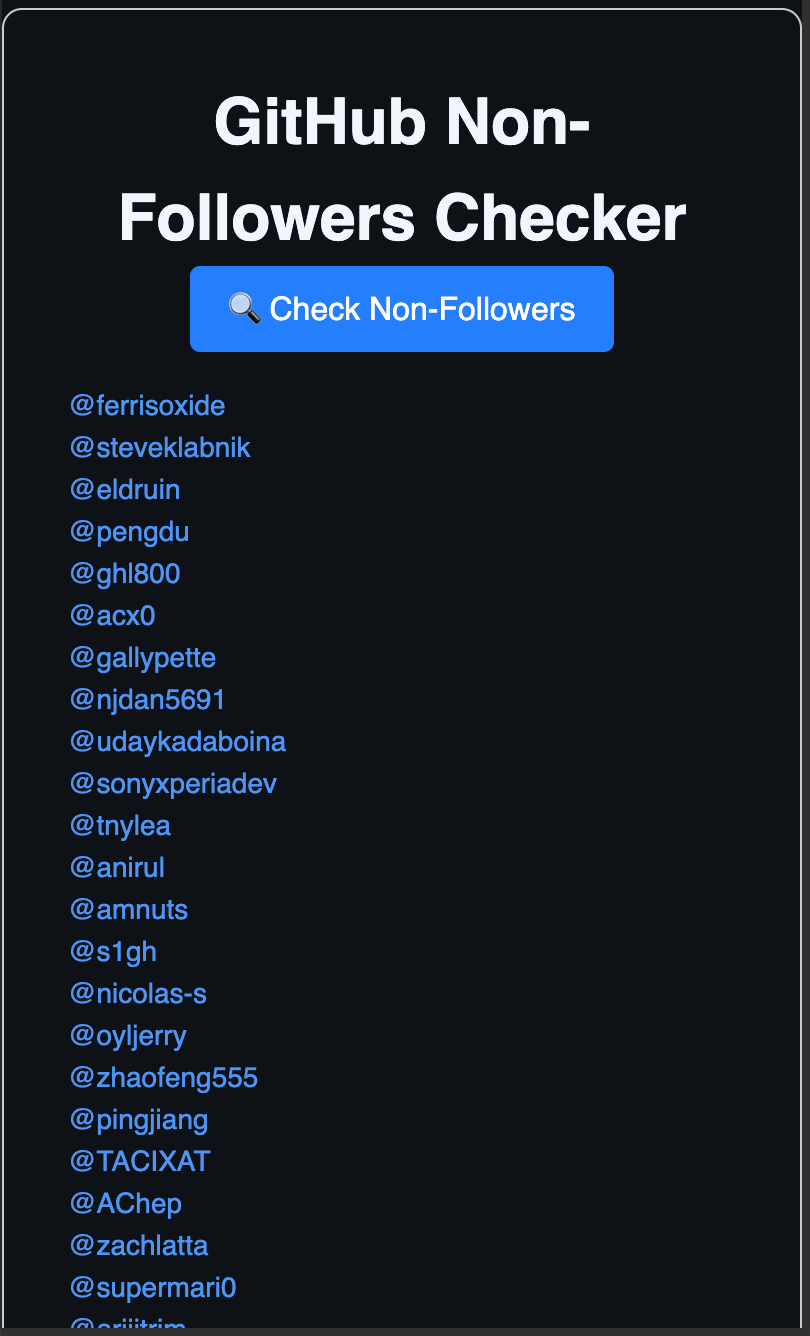 GitHub Non-
Followers Checker
🔍 Check Non-Followers
@ferrisoxide
@steveklabnik
@eldruin
@pengdu
@ghl800
@acx0
@gallypette
@njdan5691
@udaykadaboina
@sonyxperiadev
@tnylea
@anirul
@amnuts
@s1gh
@nicolas-s
@oyljerry
@zhaofeng555
@pingjiang
@TACIXAT
@AChep
@zachlatta
@supermari0